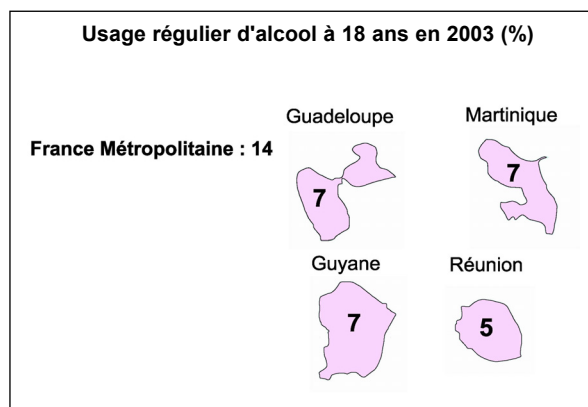 Usage régulier d'alcool à 18 ans en 2003 (%)
Guadeloupe
Martinique
France Métropolitaine : 14
7
7
Guyane
Réunion
7
5